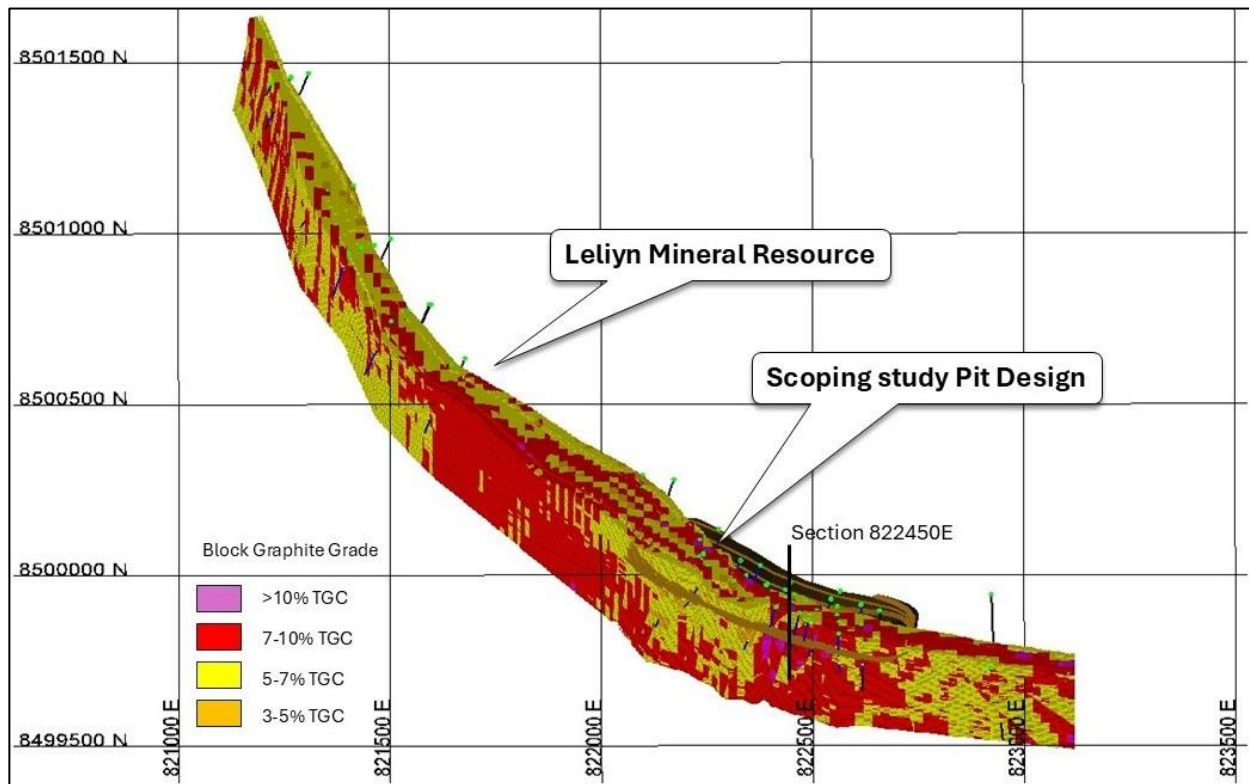 8501500 N
8501000 N
Leliyn Mineral Resource
Scoping study Pit Design
8500500 N
Section 822450E
Block Graphite Grade
8500000 N
>10% TGC
7-10% TGC
5-7% TGC
3-5% TGC
8499500 N
821000 E
821500 E
822000 E
822500 E
823000 E
823500 E